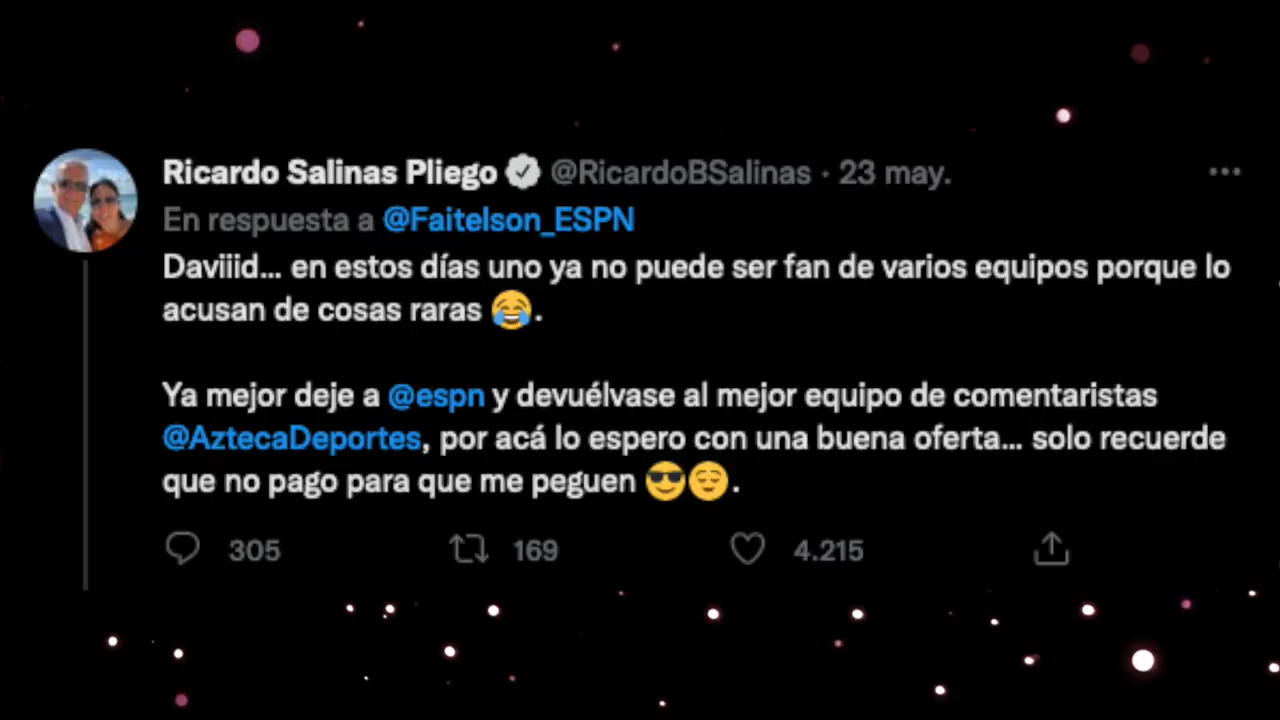 Ricardo Salinas Pliego @RicardoBSalinas · 23 may.
En respuesta a @Faitelson_ESPN
Daviiid... en estos días uno ya no puede ser fan de varios equipos porque lo
acusan de cosas raras 😂.
Ya mejor deje a @espn y devuélvase al mejor equipo de comentaristas
@AztecaDeportes, por acá lo espero con una buena oferta... solo recuerde
que no pago para que me peguen 😎😌.
305 169 4.215